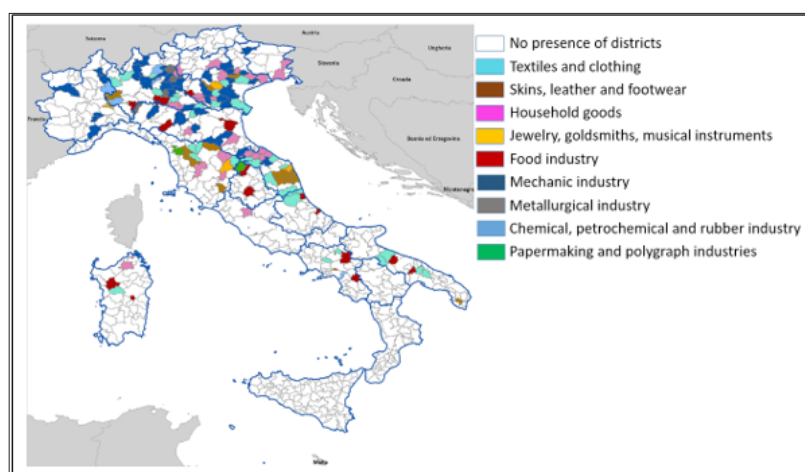 Austria
Svizzera
Ungheria
Slovenia
Croazia
Francia
Bosnia ed Erzegovina
Montenegro
Malta
No presence of districts
Textiles and clothing
Skins, leather and footwear
Household goods
Jewelry, goldsmiths, musical instruments
Food industry
Mechanic industry
Metallurgical industry
Chemical, petrochemical and rubber industry
Papermaking and polygraph industries